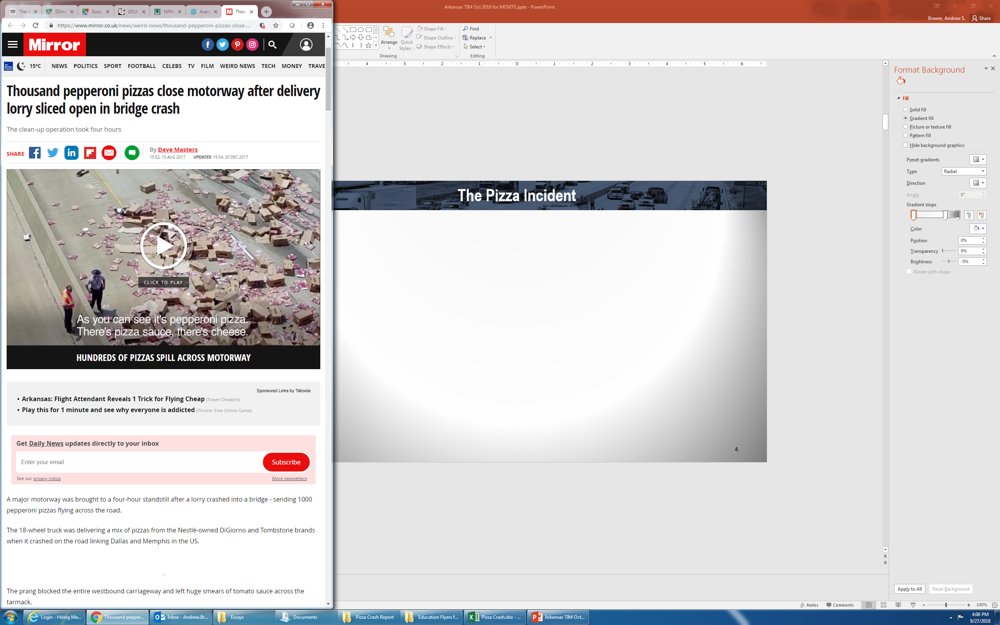 The A
IDrive
Goog
2018
NPM
Avera
Thou
https://www.mirror.co.uk/news/weird-news/thousand-pepperoni-pizzas-close-...
Mirror
15°C
NEWS POLITICS SPORT FOOTBALL CELEBS TV FILM WEIRD NEWS TECH MONEY TRAVE
Thousand pepperoni pizzas close motorway after delivery
lorry sliced open in bridge crash
The clean-up operation took four hours
SHARE
By Dave Masters
15:52, 10 AUG 2017 UPDATED 15:54, 20 DEC 2017
CLICK TO PLAY
As you can see it's pepperoni pizza.
There's pizza sauce, there's cheese.
HUNDREDS OF PIZZAS SPILL ACROSS MOTORWAY
Sponsored Links by Taboola
• Arkansas: Flight Attendant Reveals 1 Trick for Flying Cheap (Travel Cheaters)
• Play this for 1 minute and see why everyone is addicted (Throne: Free Online Game)
Get Daily News updates directly to your inbox
Enter your email
Subscribe
See our privacy notice
More newsletters
A major motorway was brought to a four-hour standstill after a lorry crashed into a bridge - sending 1000
pepperoni pizzas flying across the road.
The 18-wheel truck was delivering a mix of pizzas from the Nestlé-owned DiGiorno and Tombstone brands
when it crashed on the road linking Dallas and Memphis in the US.
The prang blocked the entire westbound carriageway and left huge smears of tomato sauce across the
tarmack.
Arkansas TIM Oct 2018 for MOVITE.pptx - PowerPoint
Brewer, Andrew S.
Share
Arrange
Quick
Styles
Shape Fill
Shape Outline
Shape Effects
Drawing
Find
Replace
Select
Editing
4 3 2 1 0 1 2 3 4 5 6
EXIT 128
The Pizza Incident
4
Format Background
Fill
Solid fill
Gradient fill
Picture or texture fill
Pattern fill
Hide background graphics
Preset gradients
Type
Radial
Direction
Angle
0°
Gradient stops
Color
Position
0%
Transparency
0%
Brightness
-5%
Rotate with shape
Apply to All
Reset Background
Notes
Comments
100%
Login - Hiring Ma...
Thousand pepper...
Inbox - Andrew.Br...
Essays
Documents
Pizza Crash Report
Education Flyers f...
Pizza Crash.xlsx - ...
Arkansas TIM Oct...
4:06 PM
9/27/2018